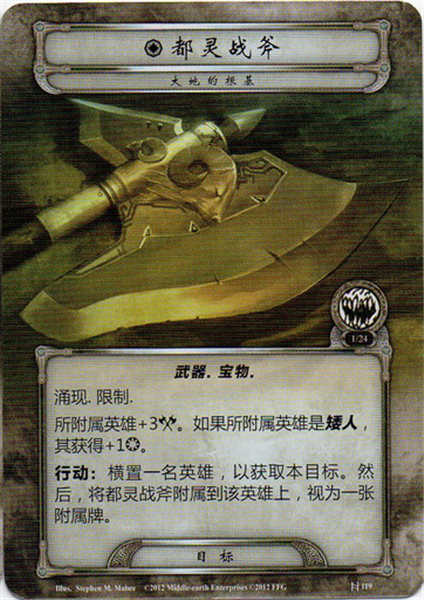 都灵战斧
大地的根基
1/24
武器. 宝物.
涌现. 限制.
所附属英雄+3。如果所附属英雄是矮人，
其获得+1。
行动：横置一名英雄，以获取本目标。然
后，将都灵战斧附属到该英雄上，视为一张
附属牌。
目标
Illus. Stephen M. Mabee ©2012 Middle-earth Enterprises ©2012 FFG 119